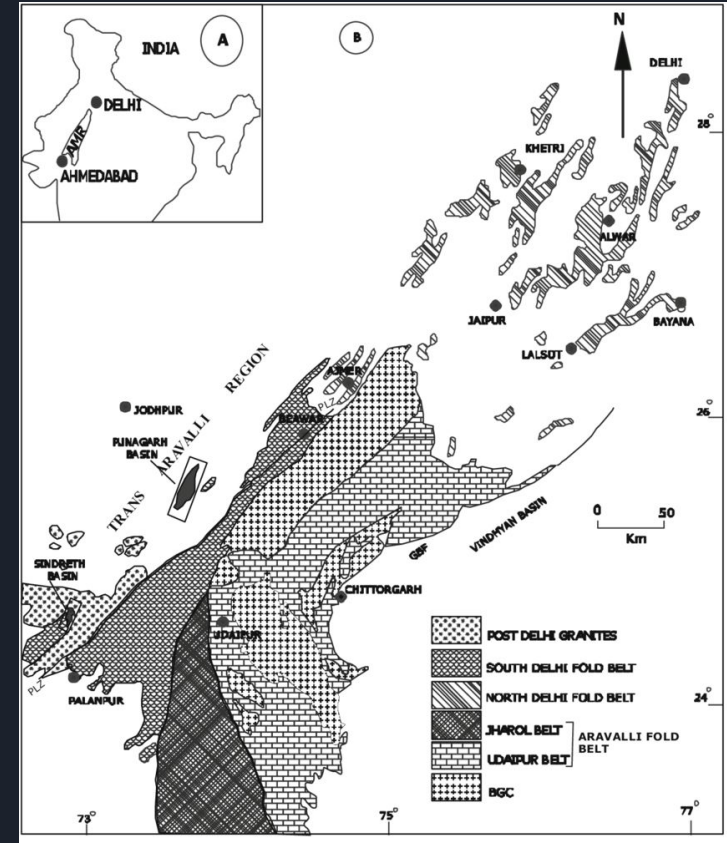 INDIA
A
DELHI
AMR
AHMEDABAD
B
N
DELHI
28°
KHETRI
ALWAR
JAIPUR
BAYANA
LALSOT
TRANS ARAVALLI REGION
AJMER
PLZ
BEAWAR
JODHPUR
26°
PUNAGARH
BASIN
0 50
Km
VINDHYAN BASIN
GBF
SINDRETH
BASIN
CHITTORGARH
UDAIPUR
PLZ
PALANPUR
24°
POST DELHI GRANITES
SOUTH DELHI FOLD BELT
NORTH DELHI FOLD BELT
JHAROL BELT
UDAIPUR BELT
ARAVALLI FOLD
BELT
BGC
73°
75°
77°